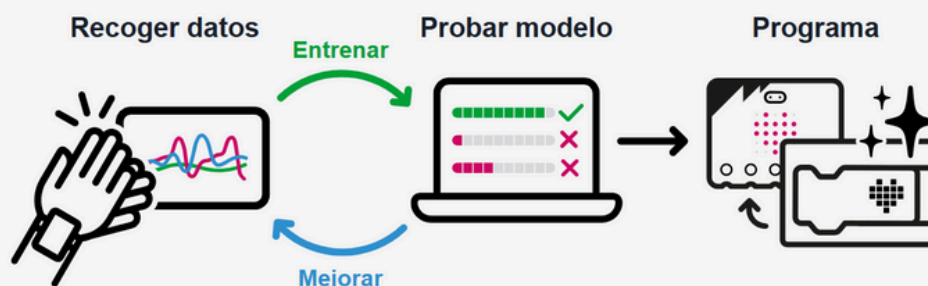 Recoger datos
Entrenar
Probar modelo
Programa
Mejorar